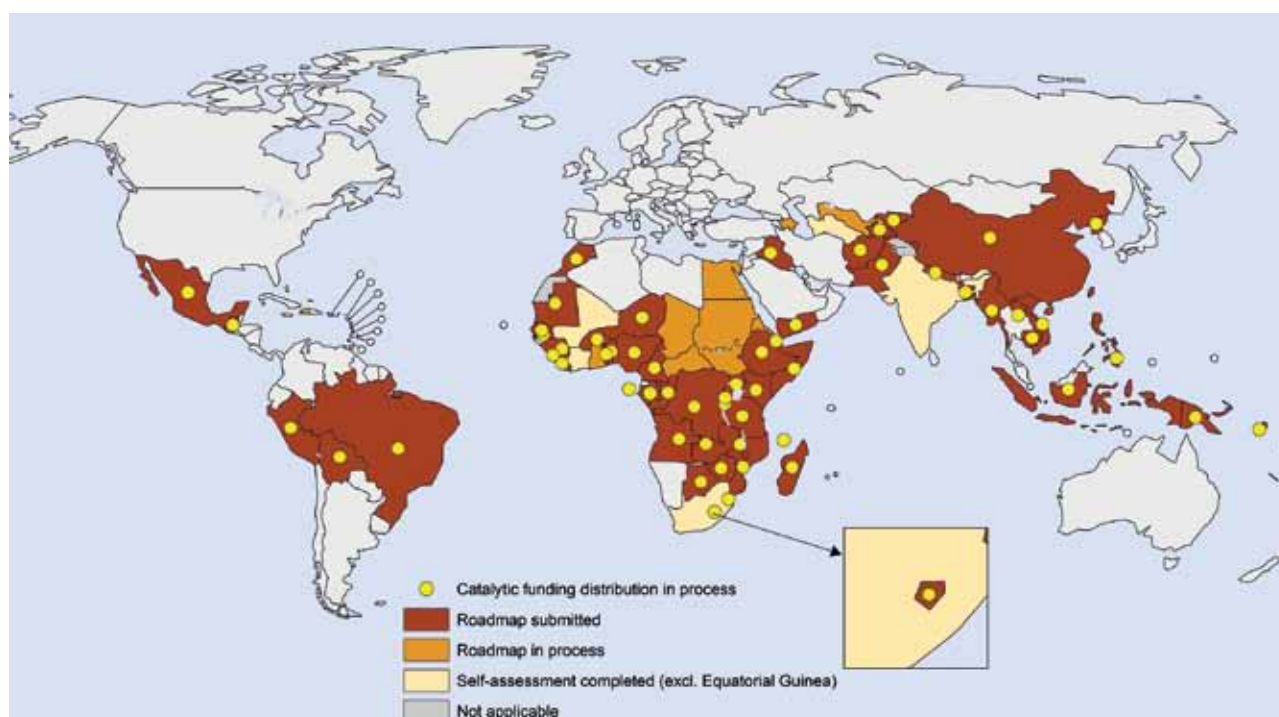 Catalytic funding distribution in process
Roadmap submitted
Roadmap in process
Self-assessment completed (excl. Equatorial Guinea)
Not applicable